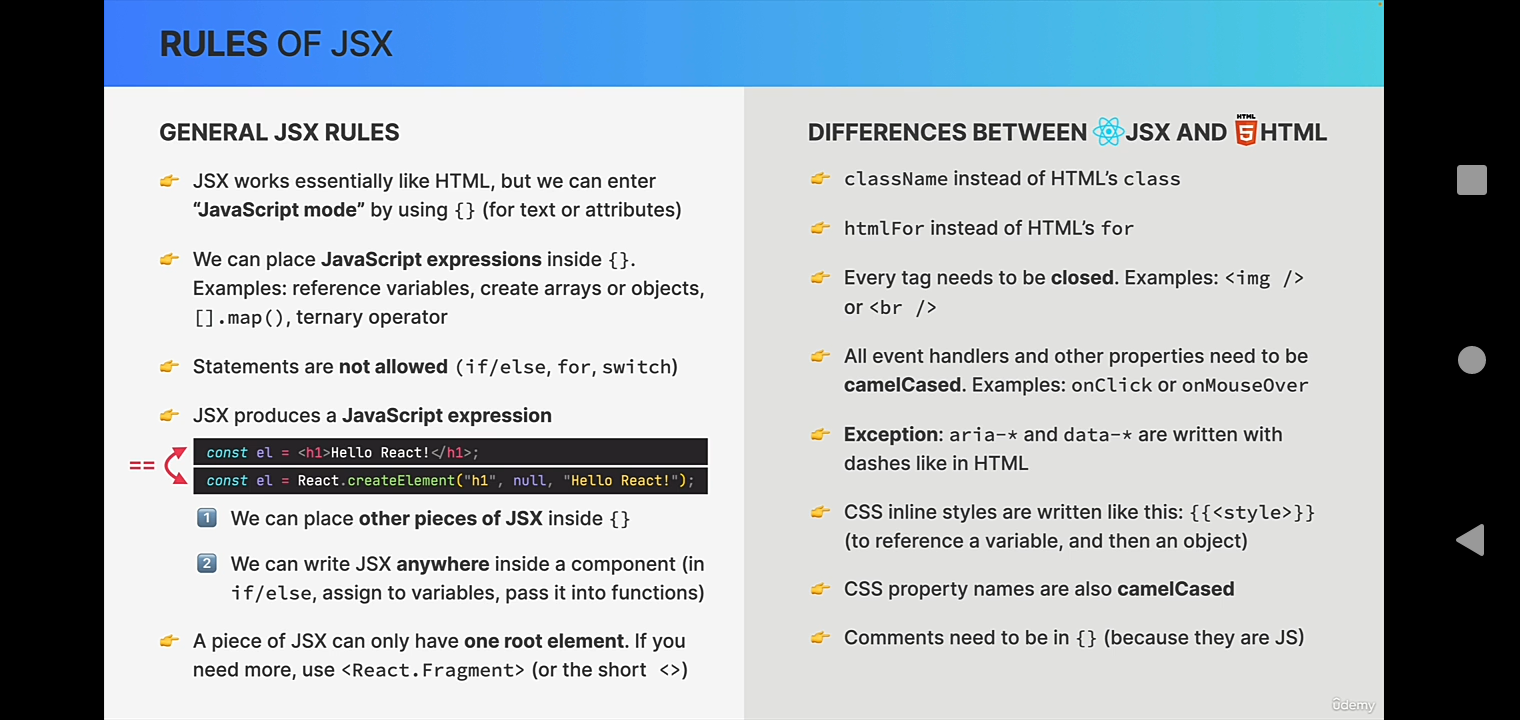 RULES OF JSX
GENERAL JSX RULES
JSX works essentially like HTML, but we can enter
“JavaScript mode” by using {} (for text or attributes)
We can place JavaScript expressions inside {}.
Examples: reference variables, create arrays or objects,
[].map(), ternary operator
Statements are not allowed (if/else, for, switch)
JSX produces a JavaScript expression
==
const el = <h1>Hello React!</h1>;
const el = React.createElement("h1", null, "Hello React!");
1 We can place other pieces of JSX inside {}
2 We can write JSX anywhere inside a component (in
if/else, assign to variables, pass it into functions)
A piece of JSX can only have one root element. If you
need more, use <React.Fragment> (or the short <>)
DIFFERENCES BETWEEN JSX AND HTML 5 HTML
className instead of HTML’s class
htmlFor instead of HTML’s for
Every tag needs to be closed. Examples: <img />
or <br />
All event handlers and other properties need to be
camelCased. Examples: onClick or onMouseOver
Exception: aria-* and data-* are written with
dashes like in HTML
CSS inline styles are written like this: {{<style>}}
(to reference a variable, and then an object)
CSS property names are also camelCased
Comments need to be in {} (because they are JS)
ûdemy